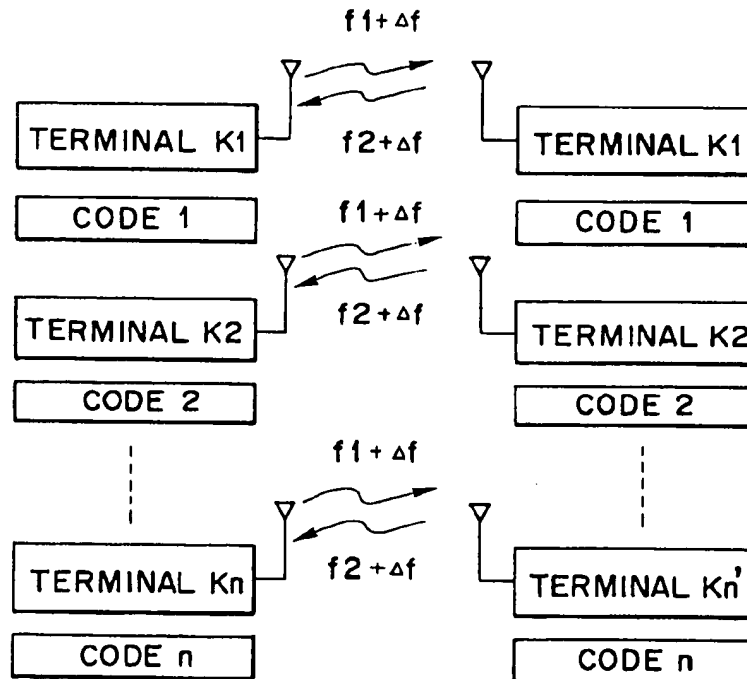 f1+Δf
TERMINAL K1
TERMINAL K1
f2+Δf
CODE 1
CODE 1
f1+Δf
TERMINAL K2
TERMINAL K2
f2+Δf
CODE 2
CODE 2
f1+Δf
TERMINAL Kn
TERMINAL Kn'
f2+Δf
CODE n
CODE n